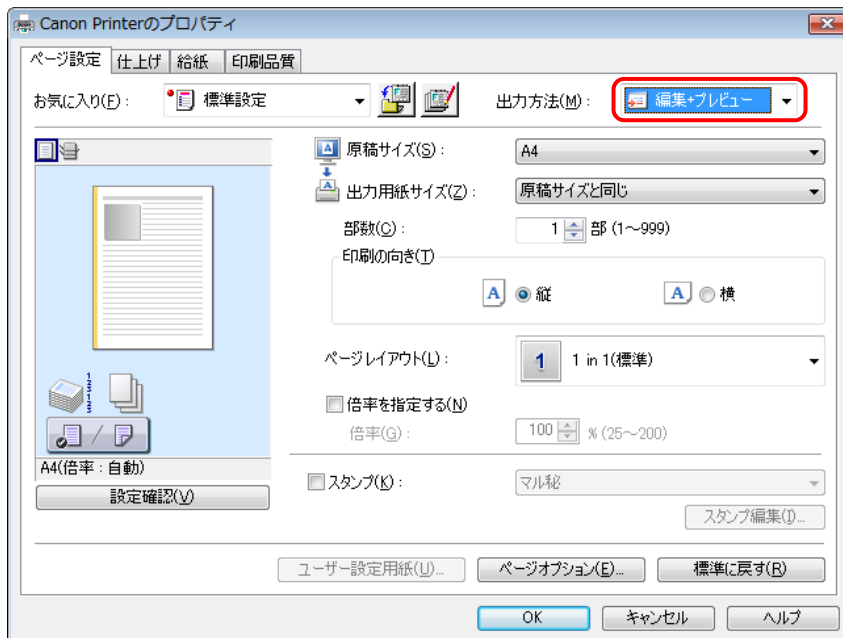 Canon Printerのプロパティ
ページ設定 仕上げ 給紙 印刷品質
お気に入り(F): 標準設定 出力方法(M): 編集+プレビュー
原稿サイズ(S): A4
出力用紙サイズ(Z): 原稿サイズと同じ
部数(C): 1 部 (1～999)
印刷の向き(T)
A 縦 A 横
ページレイアウト(L): 1 1 in 1(標準)
倍率を指定する(N)
倍率(G): 100 % (25～200)
A4(倍率：自動)
設定確認(V)
スタンプ(K): マル秘
スタンプ編集(I)...
ユーザー設定用紙(U)... ページオプション(E)... 標準に戻す(R)
OK キャンセル ヘルプ